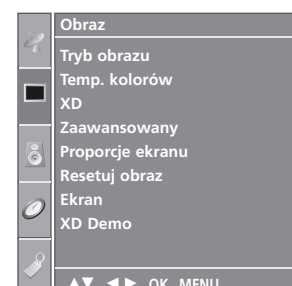 Obraz
Tryb obrazu
Temp. kolorów
XD
Zaawansowany
Proporcje ekranu
Resetuj obraz
Ekran
XD Demo
▲▼ ◄► OK MENU